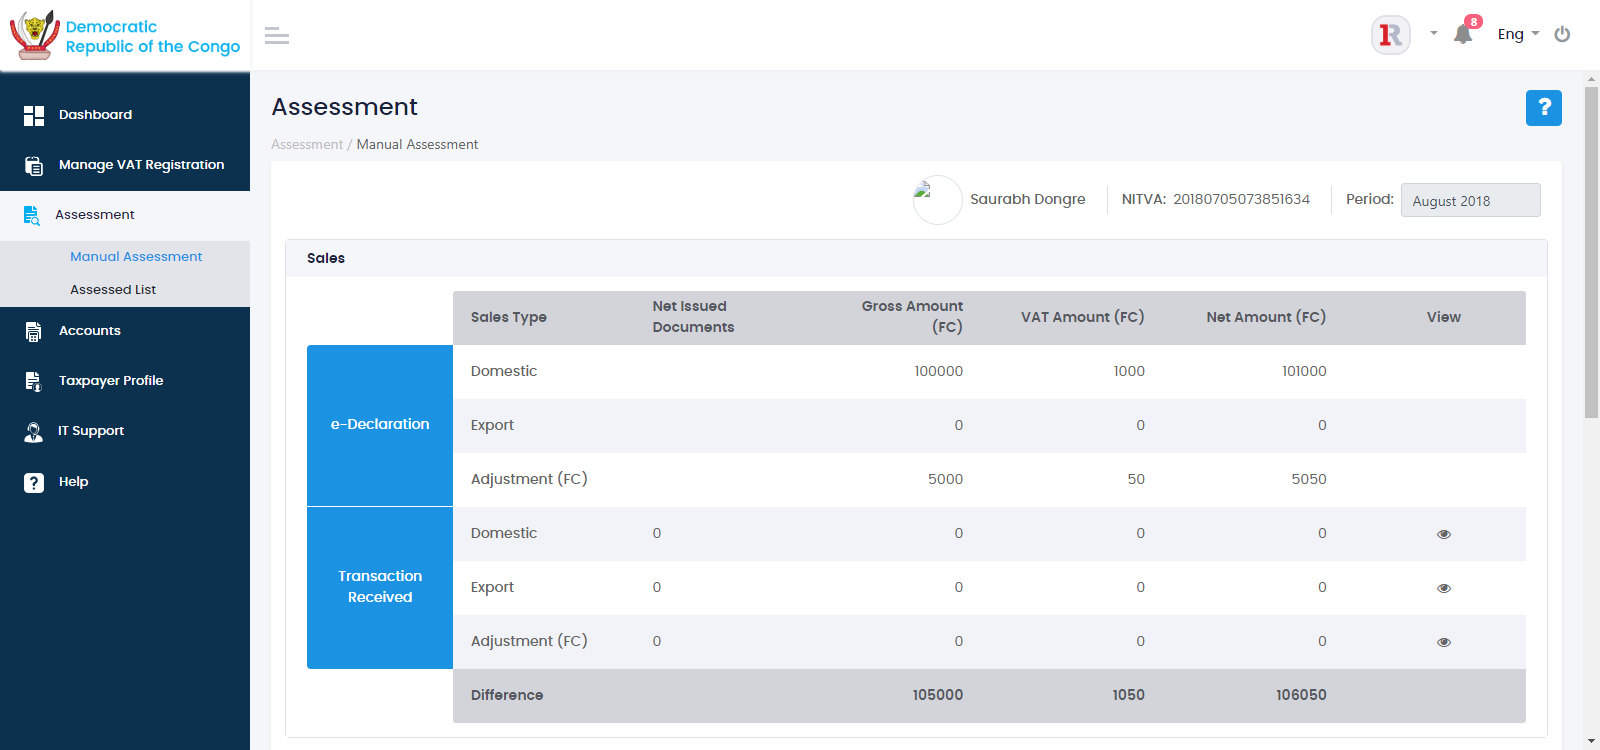 Democratic
Republic of the Congo
1R
8
Eng
Dashboard
Manage VAT Registration
Assessment
Manual Assessment
Assessed List
Accounts
Taxpayer Profile
IT Support
Help
Assessment
?
Assessment / Manual Assessment
Saurabh Dongre
NITVA: 20180705073851634
Period:
August 2018
Sales
Sales Type
Net Issued
Documents
Gross Amount
(FC)
VAT Amount (FC)
Net Amount (FC)
View
e-Declaration
Domestic 100000 1000 101000
Export 0 0 0
Adjustment (FC) 5000 50 5050
Transaction
Received
Domestic 0 0 0 0
Export 0 0 0 0
Adjustment (FC) 0 0 0 0
Difference 105000 1050 106050